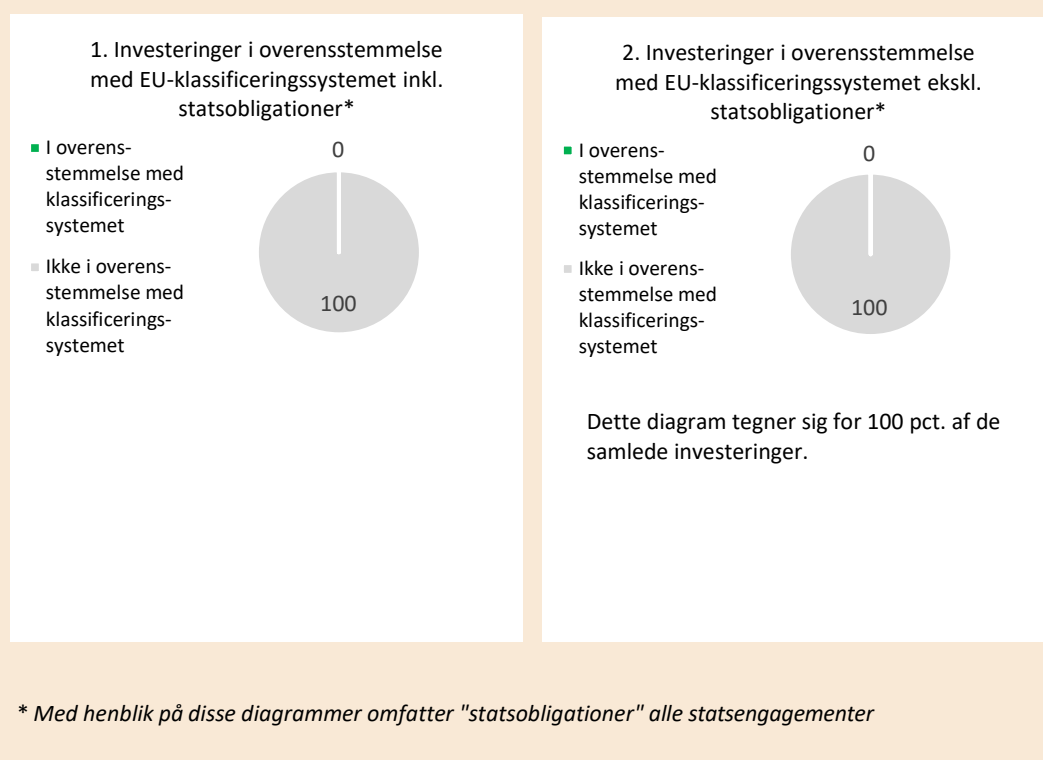 1. Investeringer i overensstemmelse
med EU-klassificeringssystemet inkl.
statsobligationer*
I overens-
stemmelse med
klassificerings-
systemet
Ikke i overens-
stemmelse med
klassificerings-
systemet
0
100
2. Investeringer i overensstemmelse
med EU-klassificeringssystemet ekskl.
statsobligationer*
I overens-
stemmelse med
klassificerings-
systemet
Ikke i overens-
stemmelse med
klassificerings-
systemet
0
100
Dette diagram tegner sig for 100 pct. af de
samlede investeringer.
* Med henblik på disse diagrammer omfatter "statsobligationer" alle statsengagementer